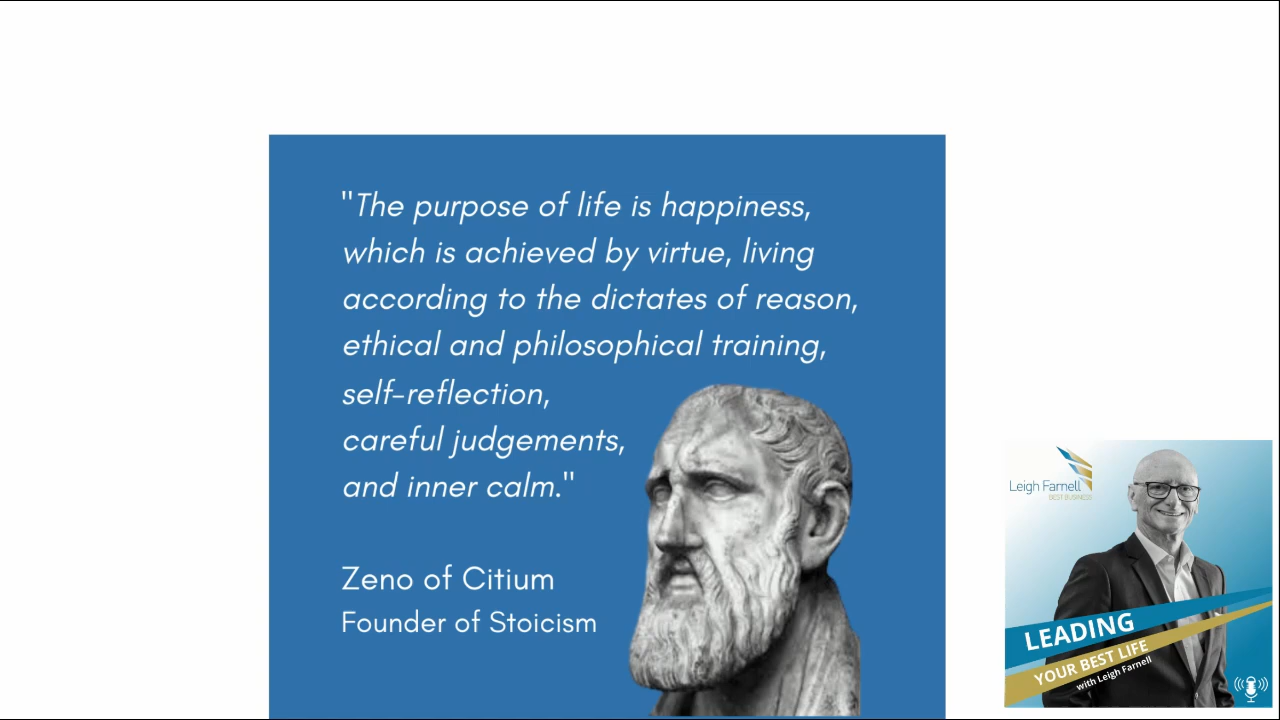 "The purpose of life is happiness,
which is achieved by virtue, living
according to the dictates of reason,
ethical and philosophical training,
self-reflection,
careful judgements,
and inner calm."
Zeno of Citium
Founder of Stoicism
Leigh Farnell
BEST BUSINESS
LEADING
YOUR BEST LIFE
with Leigh Farnell